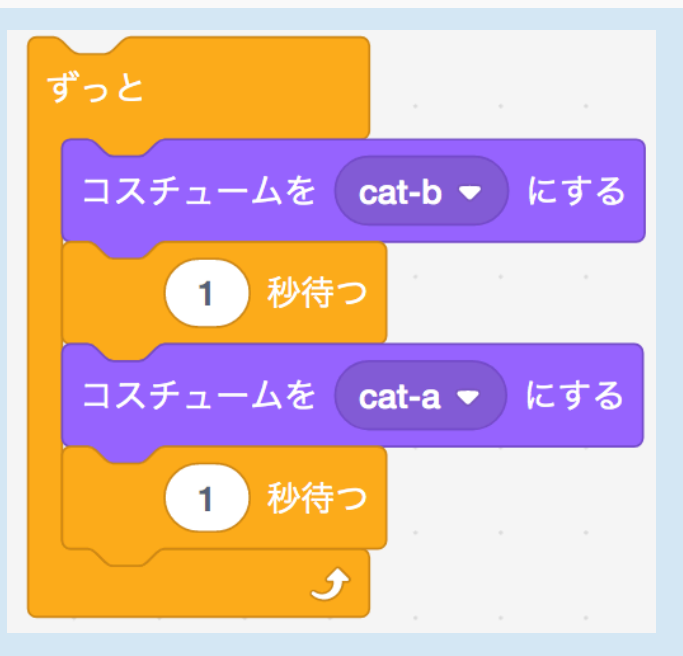 ずっと
コスチュームを cat-b にする
1 秒待つ
コスチュームを cat-a にする
1 秒待つ